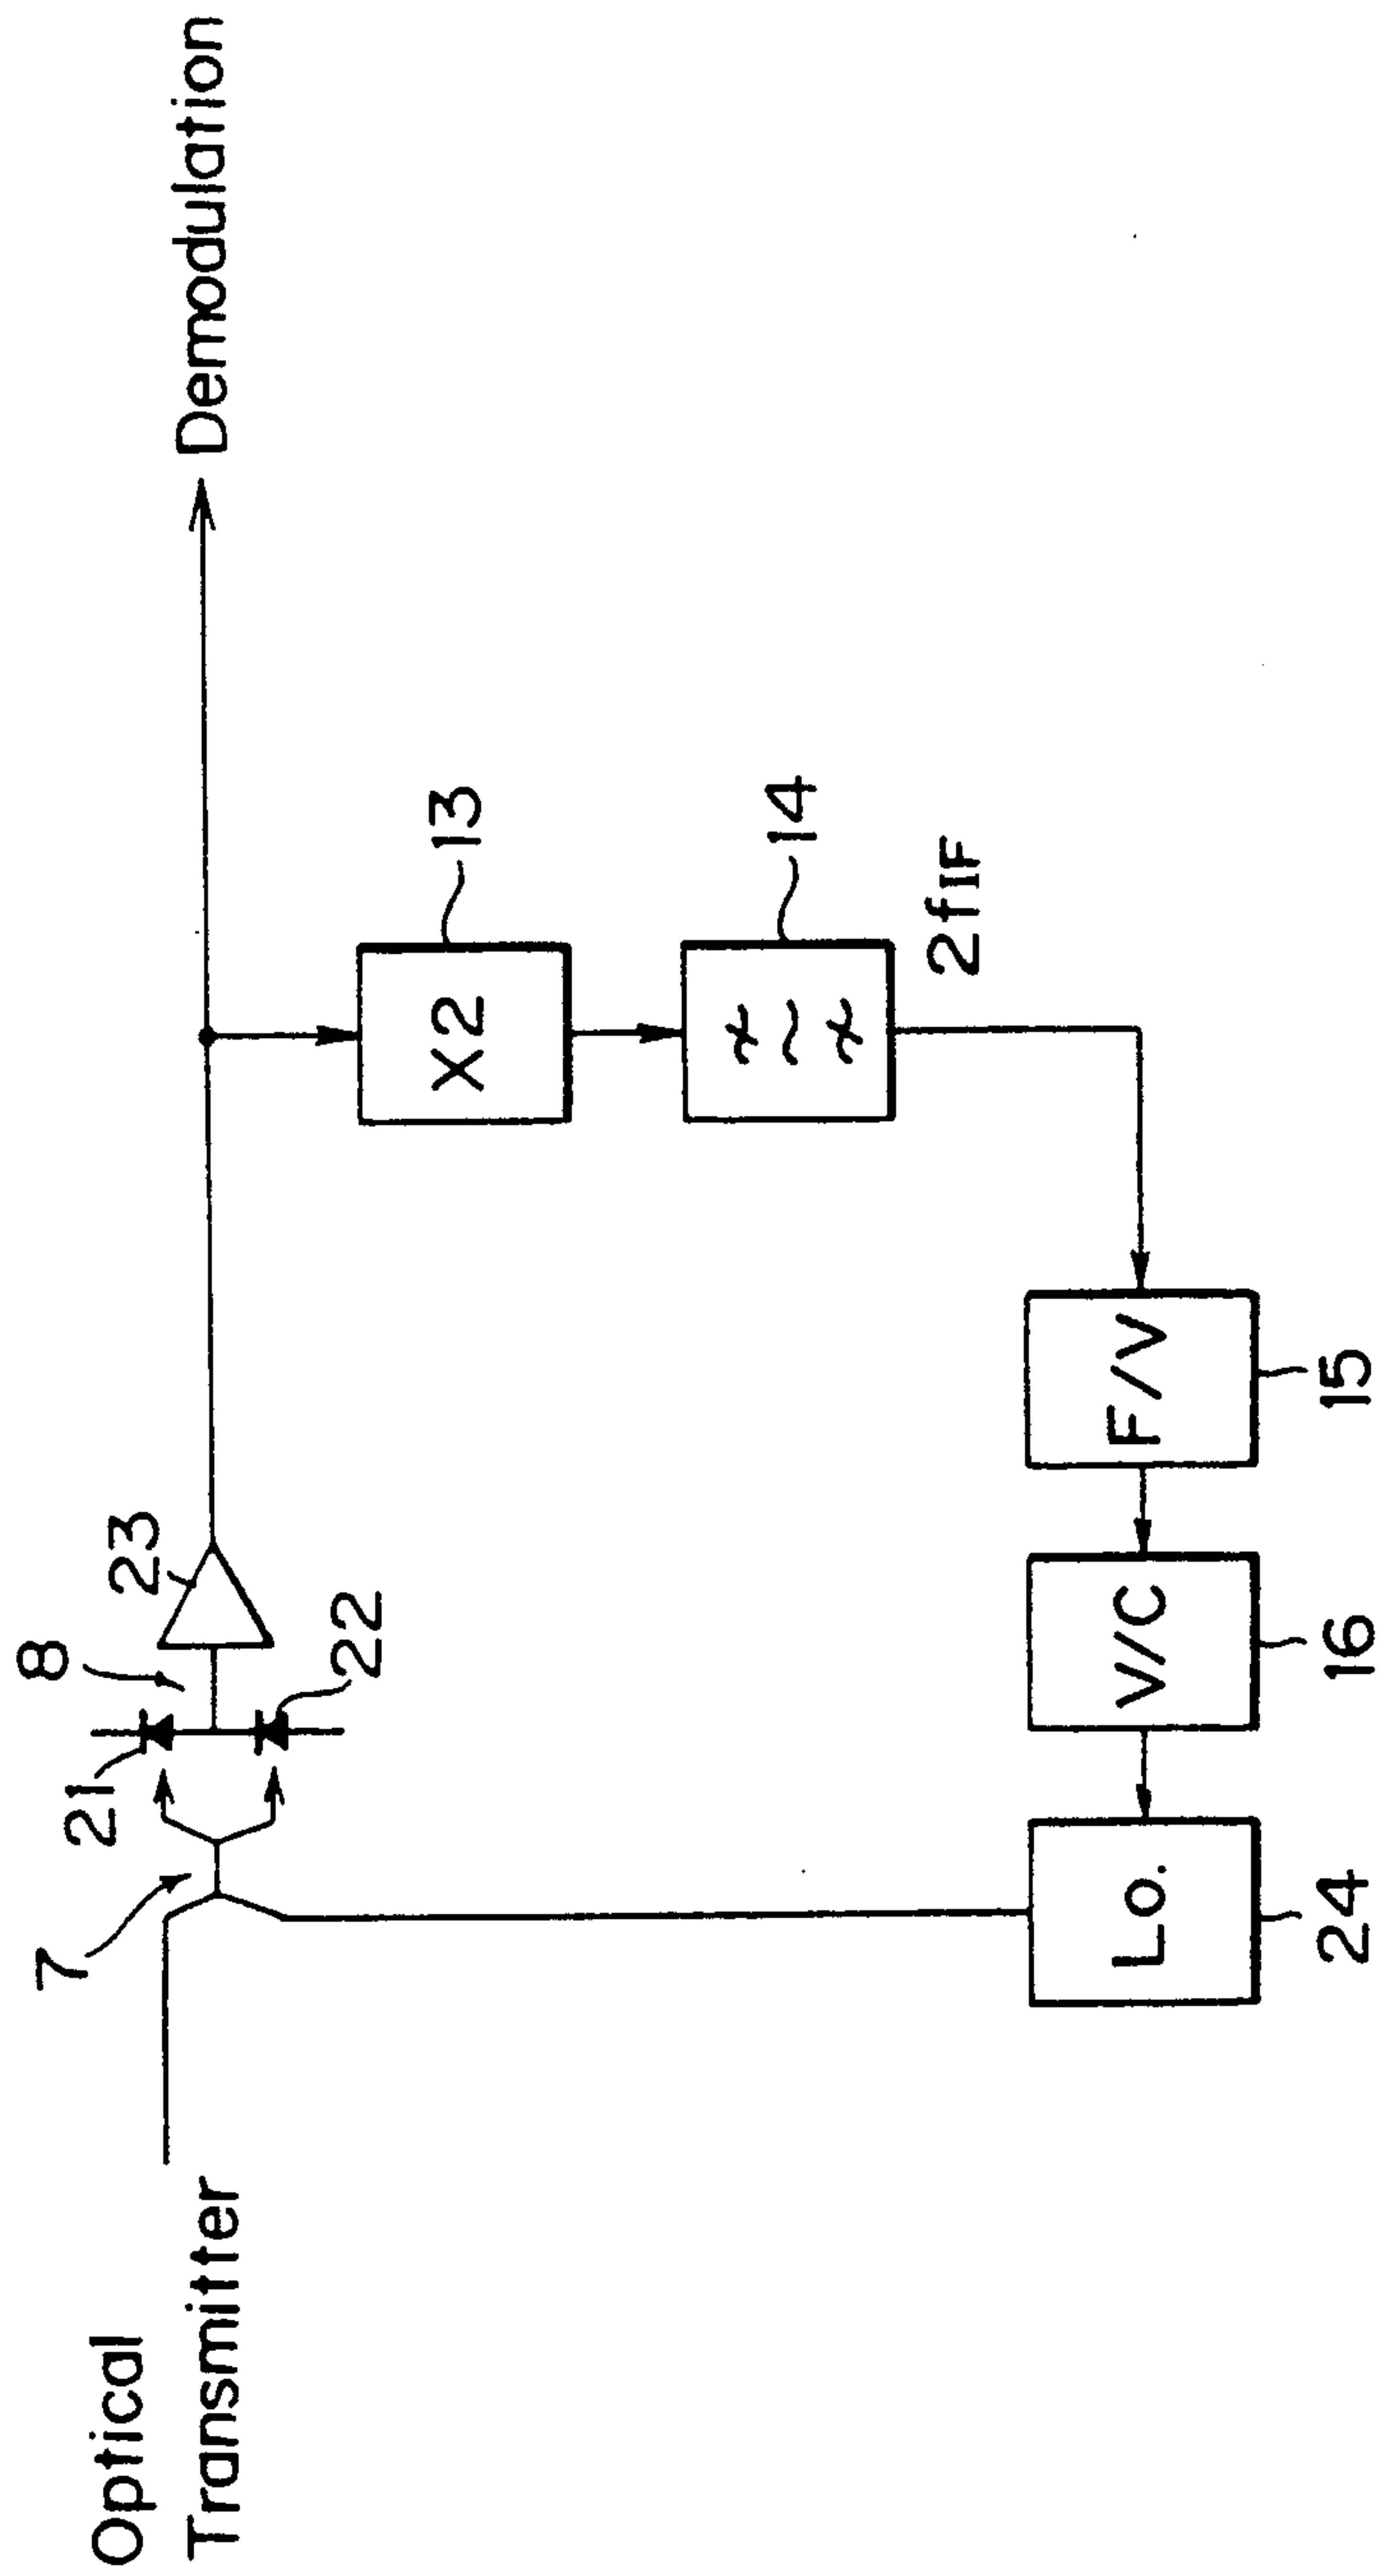 Optical
Transmitter
7
8
21
22
23
Demodulation
X2
13
14
2fIF
F/V
15
V/C
16
Lo.
24